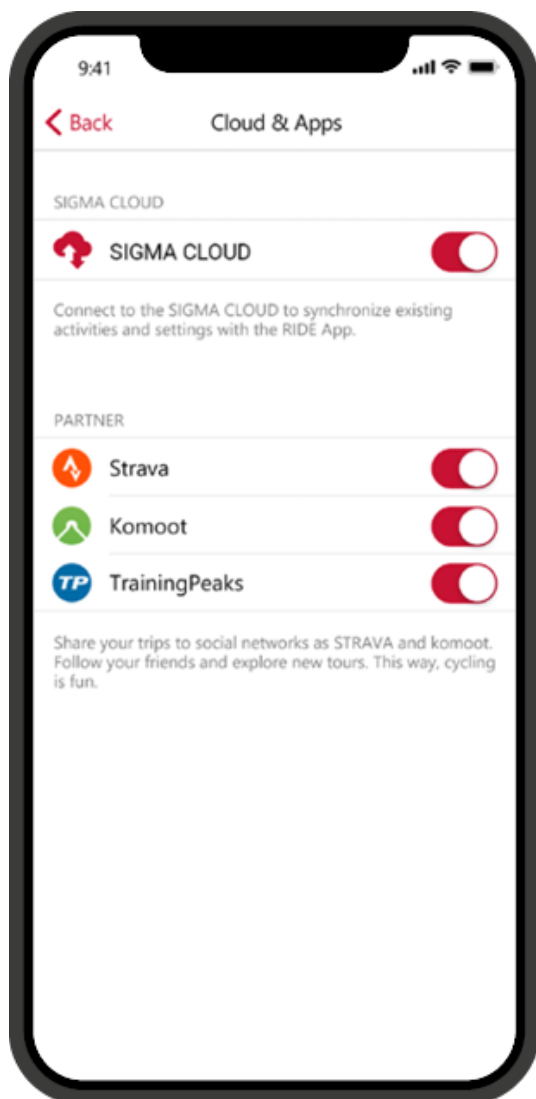 9:41
Back
Cloud & Apps
SIGMA CLOUD
SIGMA CLOUD
Connect to the SIGMA CLOUD to synchronize existing
activities and settings with the RIDE App.
PARTNER
Strava
Komoot
TP TrainingPeaks
Share your trips to social networks as STRAVA and komoot.
Follow your friends and explore new tours. This way, cycling
is fun.